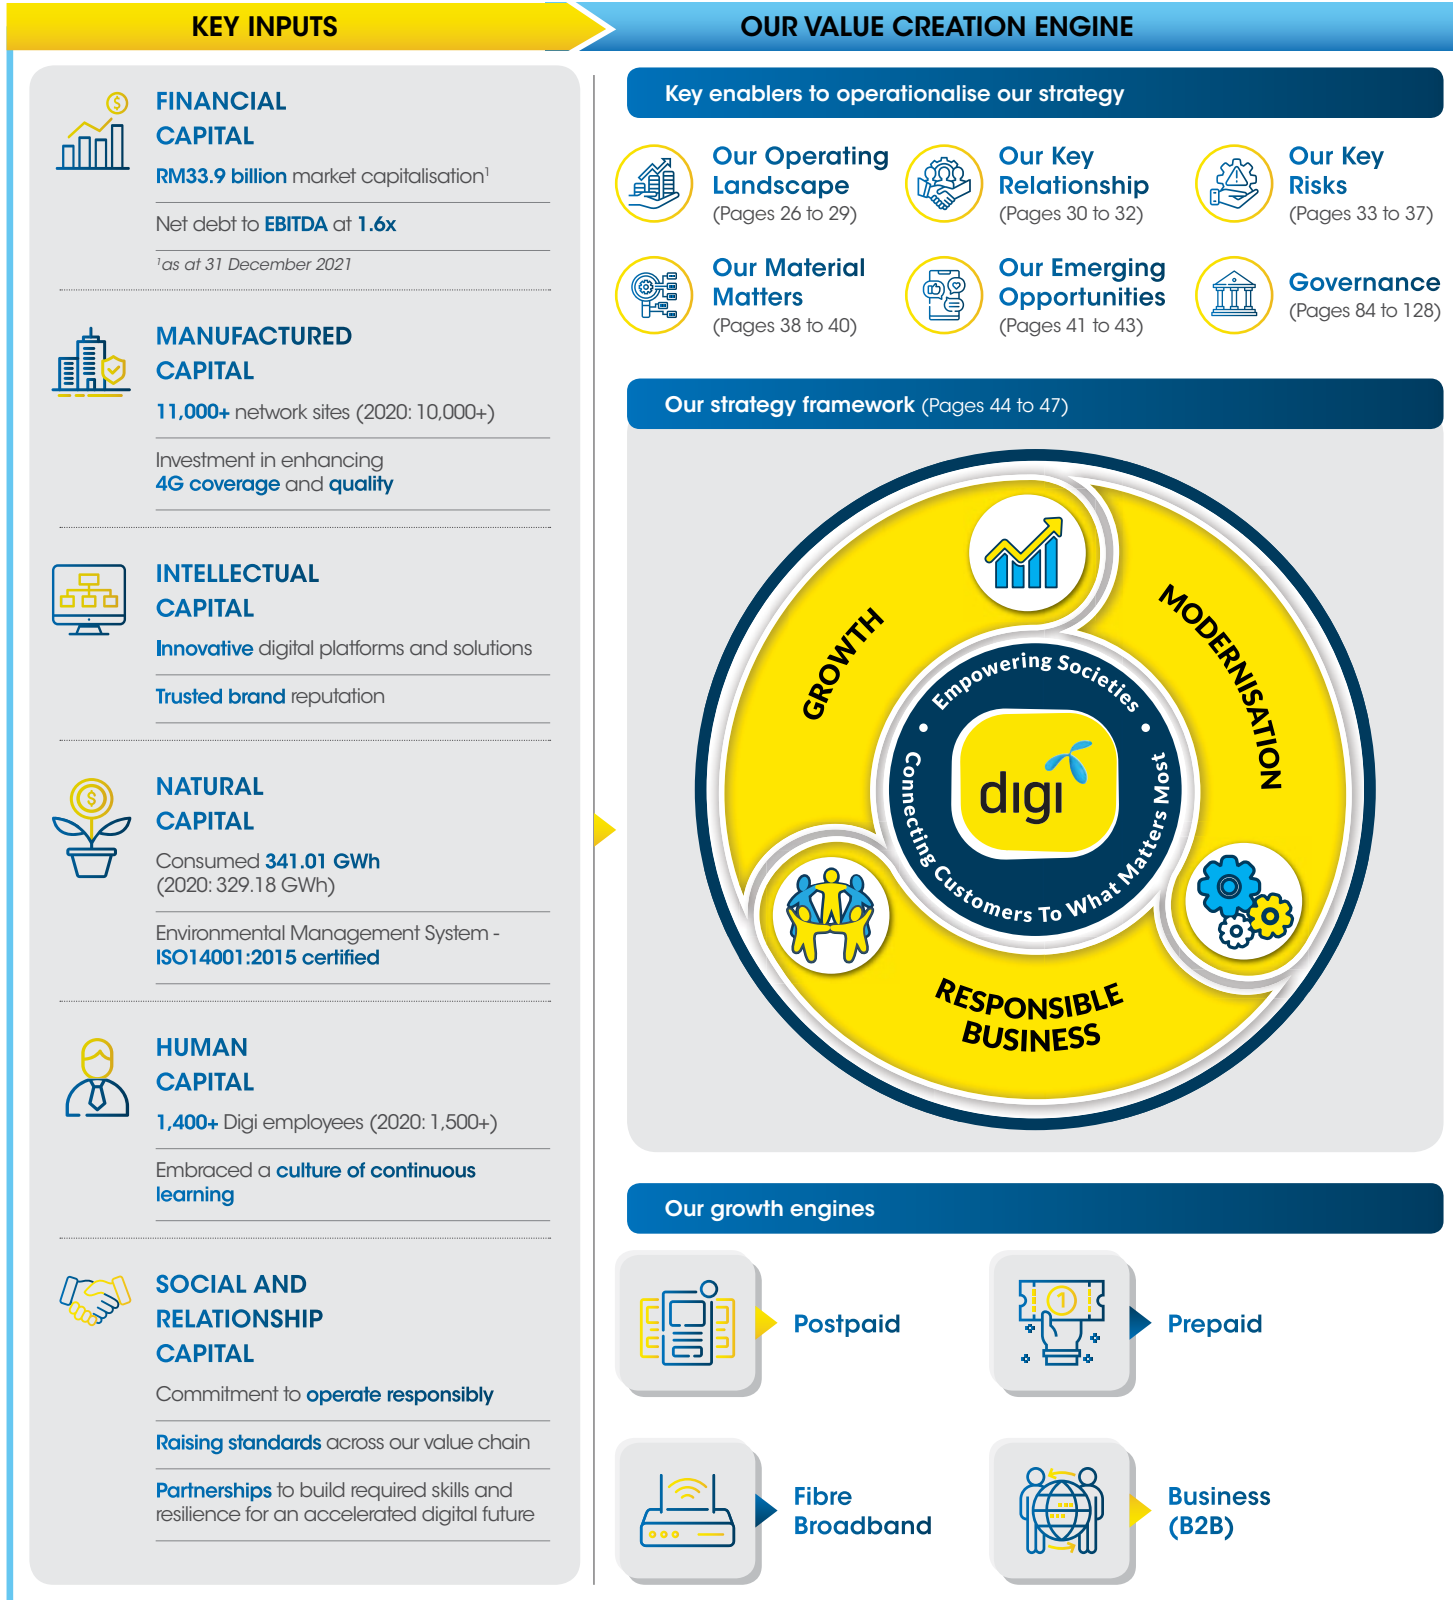 KEY INPUTS
FINANCIAL
CAPITAL
RM33.9 billion market capitalisation¹
Net debt to EBITDA at 1.6x
¹as at 31 December 2021
MANUFACTURED
CAPITAL
11,000+ network sites (2020: 10,000+)
Investment in enhancing
4G coverage and quality
INTELLECTUAL
CAPITAL
Innovative digital platforms and solutions
Trusted brand reputation
NATURAL
CAPITAL
Consumed 341.01 GWh
(2020: 329.18 GWh)
Environmental Management System -
ISO14001:2015 certified
HUMAN
CAPITAL
1,400+ Digi employees (2020: 1,500+)
Embraced a culture of continuous
learning
SOCIAL AND
RELATIONSHIP
CAPITAL
Commitment to operate responsibly
Raising standards across our value chain
Partnerships to build required skills and
resilience for an accelerated digital future
OUR VALUE CREATION ENGINE
Key enablers to operationalise our strategy
Our Operating
Landscape
(Pages 26 to 29)
Our Key
Relationship
(Pages 30 to 32)
Our Key
Risks
(Pages 33 to 37)
Our Material
Matters
(Pages 38 to 40)
Our Emerging
Opportunities
(Pages 41 to 43)
Governance
(Pages 84 to 128)
Our strategy framework (Pages 44 to 47)
GROWTH
MODERNISATION
RESPONSIBLE
BUSINESS
• Empowering Societies •
Connecting Customers To What Matters Most
digi
Our growth engines
Postpaid
1
Prepaid
Fibre
Broadband
Business
(B2B)